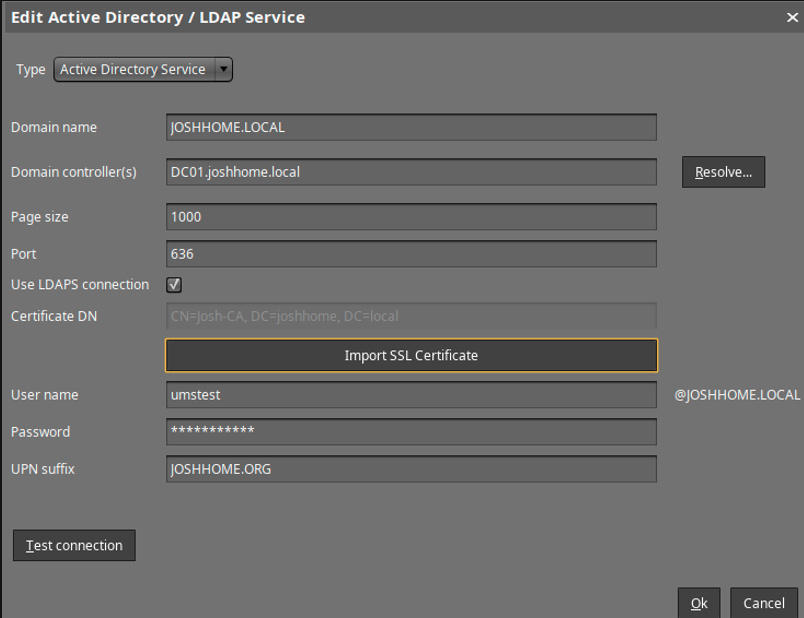 Edit Active Directory / LDAP Service
Type Active Directory Service
Domain name JOSHHOME.LOCAL
Domain controller(s) DC01.joshhome.local Resolve...
Page size 1000
Port 636
Use LDAPS connection
Certificate DN CN=Josh-CA, DC=joshhome, DC=local
Import SSL Certificate
User name umstest @JOSHHOME.LOCAL
Password ***********
UPN suffix JOSHHOME.ORG
Test connection
Ok Cancel